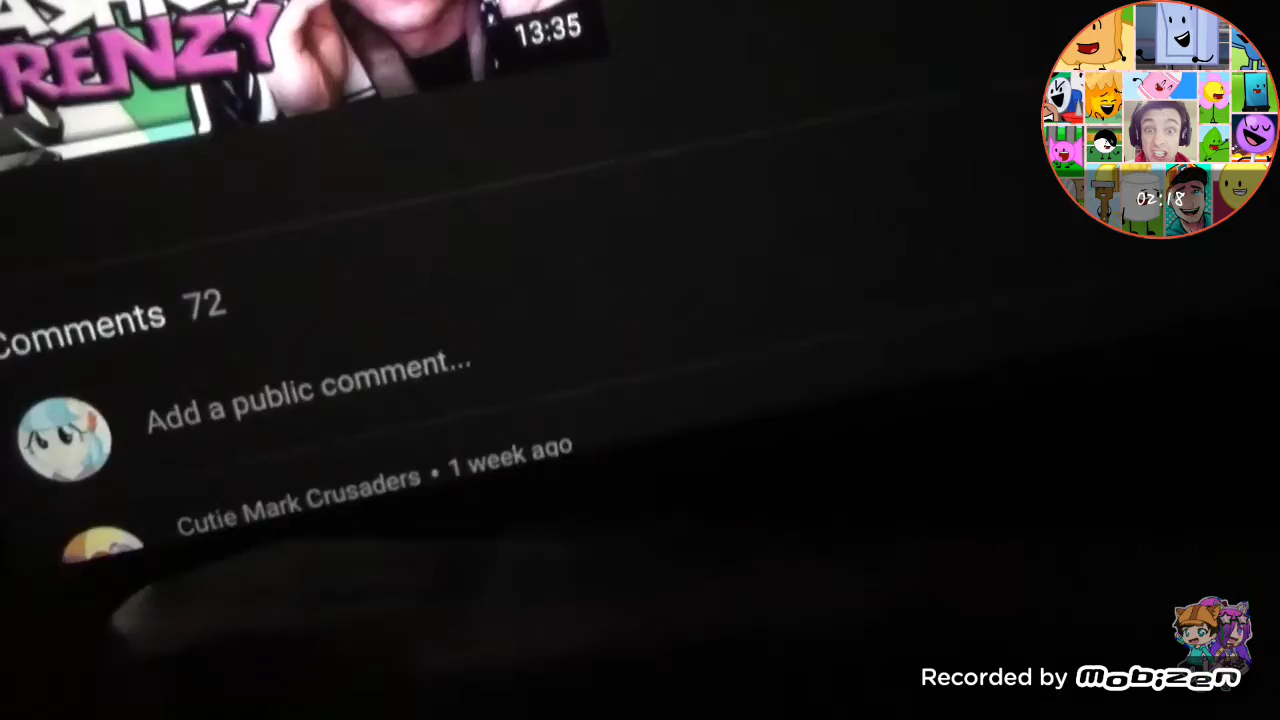 RENZY
13:35
02:18
Comments 72
Add a public comment...
Cutie Mark Crusaders • 1 week ago
Recorded by mobizen